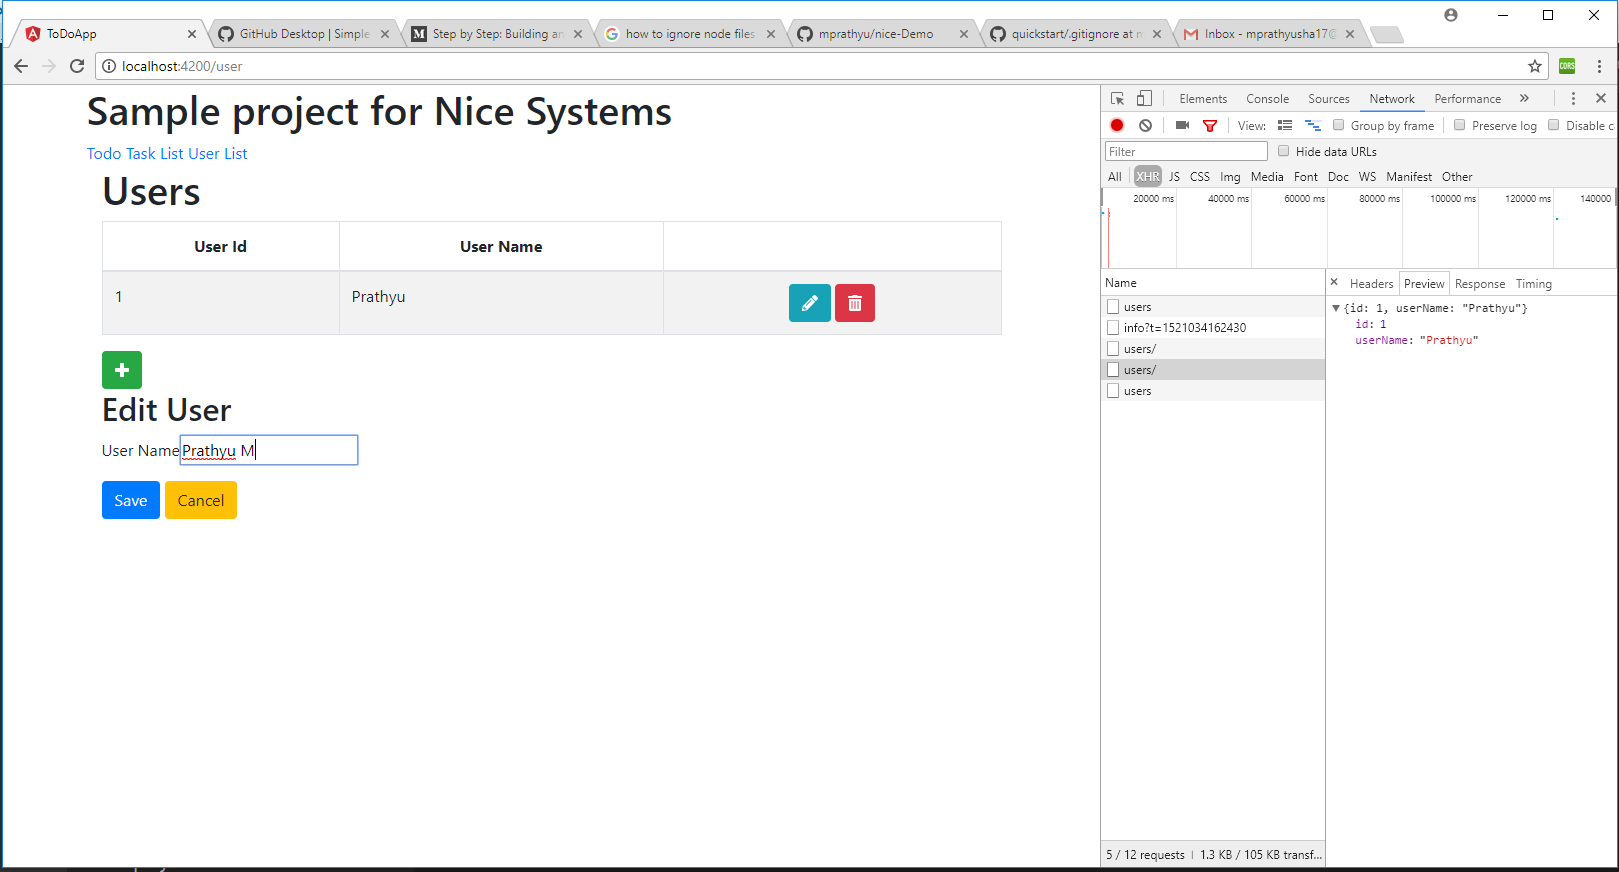 ToDoApp
GitHub Desktop | Simple
Step by Step: Building an
how to ignore node files
mprathyu/nice-Demo
quickstart/.gitignore at m
Inbox - mprathyusha17@
localhost:4200/user
CORS
Sample project for Nice Systems
Todo Task List User List
Users
User Id User Name
1 Prathyu
Edit User
User Name Prathyu M
Save Cancel
Elements Console Sources Network Performance »
View: Group by frame Preserve log Disable c
Filter Hide data URLs
All XHR JS CSS Img Media Font Doc WS Manifest Other
20000 ms 40000 ms 60000 ms 80000 ms 100000 ms 120000 ms 140000
Name
users
info?t=1521034162430
users/
users/
users
Headers Preview Response Timing
{id: 1, userName: "Prathyu"}
id: 1
userName: "Prathyu"
5 / 12 requests | 1.3 KB / 105 KB transf...